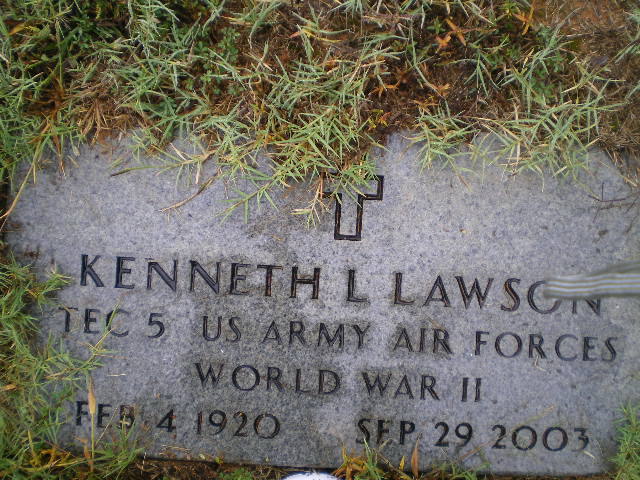 KENNETH L LAWSON
TEC 5 US ARMY AIR FORCES
WORLD WAR II
FEB 4 1920 SEP 29 2003